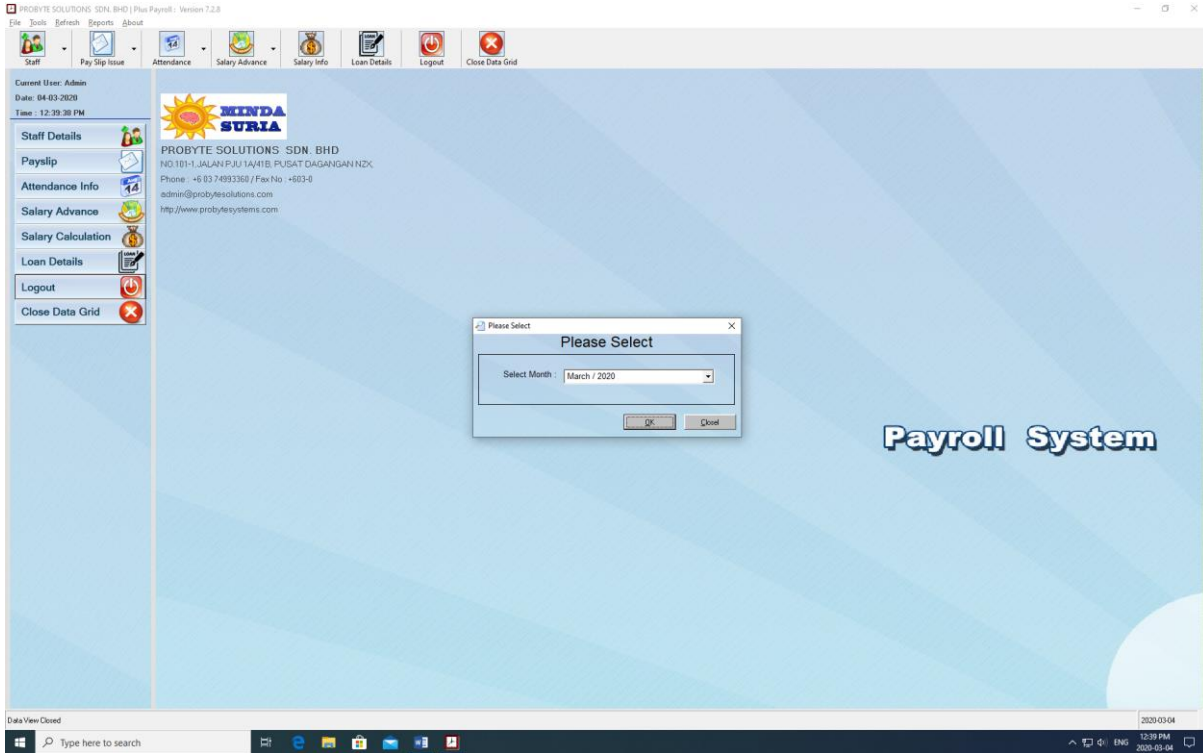 PROBYTE SOLUTIONS SDN. BHD | Plus Payroll : Version 7.2.8
File Tools Refresh Reports About
Staff Pay Slip Issue Attendance Salary Advance Salary Info Loan Details Logout Close Data Grid
Current User: Admin
Date: 04-03-2020
Time : 12:39:38 PM
Staff Details
Payslip
Attendance Info
Salary Advance
Salary Calculation
Loan Details
Logout
Close Data Grid
MINDA
SURIA
PROBYTE SOLUTIONS SDN. BHD
NO.101-1,JALAN PJU 1A/41B, PUSAT DAGANGAN NZX,
Phone : +6 03 74993360 / Fax No : +603-0
admin@probytesolutions.com
http://www.probytesystems.com
Please Select
Please Select
Select Month : March / 2020
OK Closel
Payroll System
Data View Closed 2020-03-04
Type here to search
ENG 12:39 PM
2020-03-04